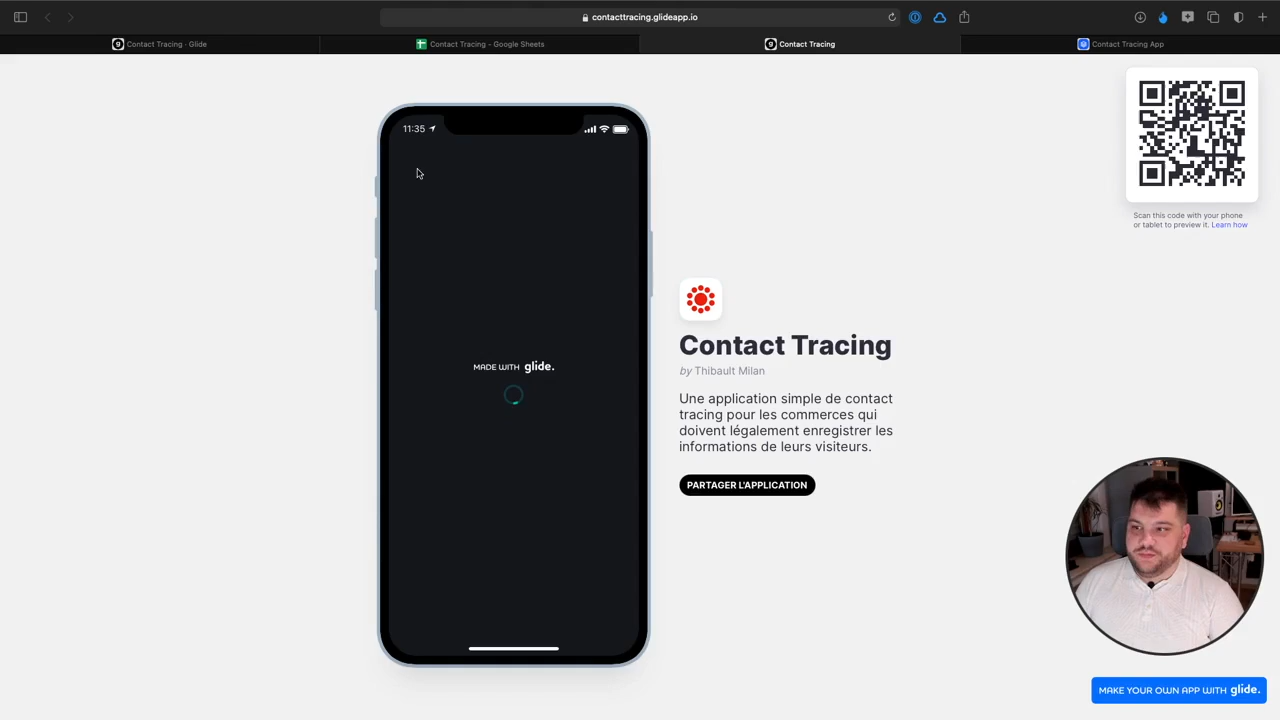 contacttracing.glideapp.io
Contact Tracing · Glide
Contact Tracing - Google Sheets
Contact Tracing
Contact Tracing App
11:35
MADE WITH glide.
Scan this code with your phone
or tablet to preview it. Learn how
Contact Tracing
by Thibault Milan
Une application simple de contact
tracing pour les commerces qui
doivent légalement enregistrer les
informations de leurs visiteurs.
PARTAGER L'APPLICATION
MAKE YOUR OWN APP WITH glide.